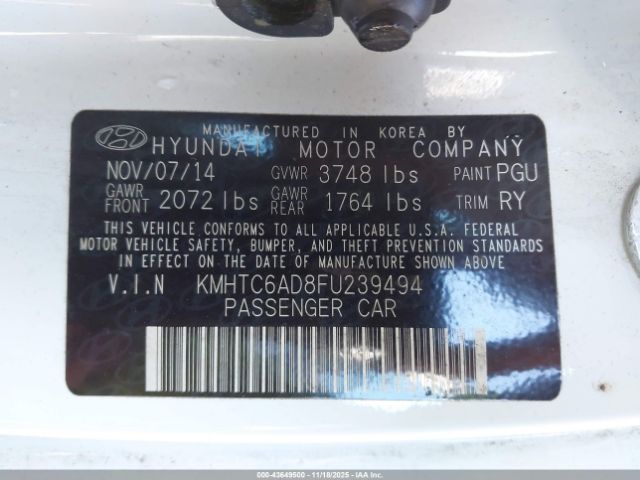 MANUFACTURED IN KOREA BY
HYUNDAI MOTOR COMPANY
NOV/07/14 GVWR 3748 lbs PAINT PGU
GAWR FRONT 2072 lbs GAWR REAR 1764 lbs TRIM RY
THIS VEHICLE CONFORMS TO ALL APPLICABLE U.S.A. FEDERAL
MOTOR VEHICLE SAFETY, BUMPER, AND THEFT PREVENTION
STANDARDS IN EFFECT ON THE DATE OF MANUFACTURE SHOWN ABOVE
V.I.N KMHTC6AD8FU239494
PASSENGER CAR
000-43649500 - 11/18/2025 - IAA